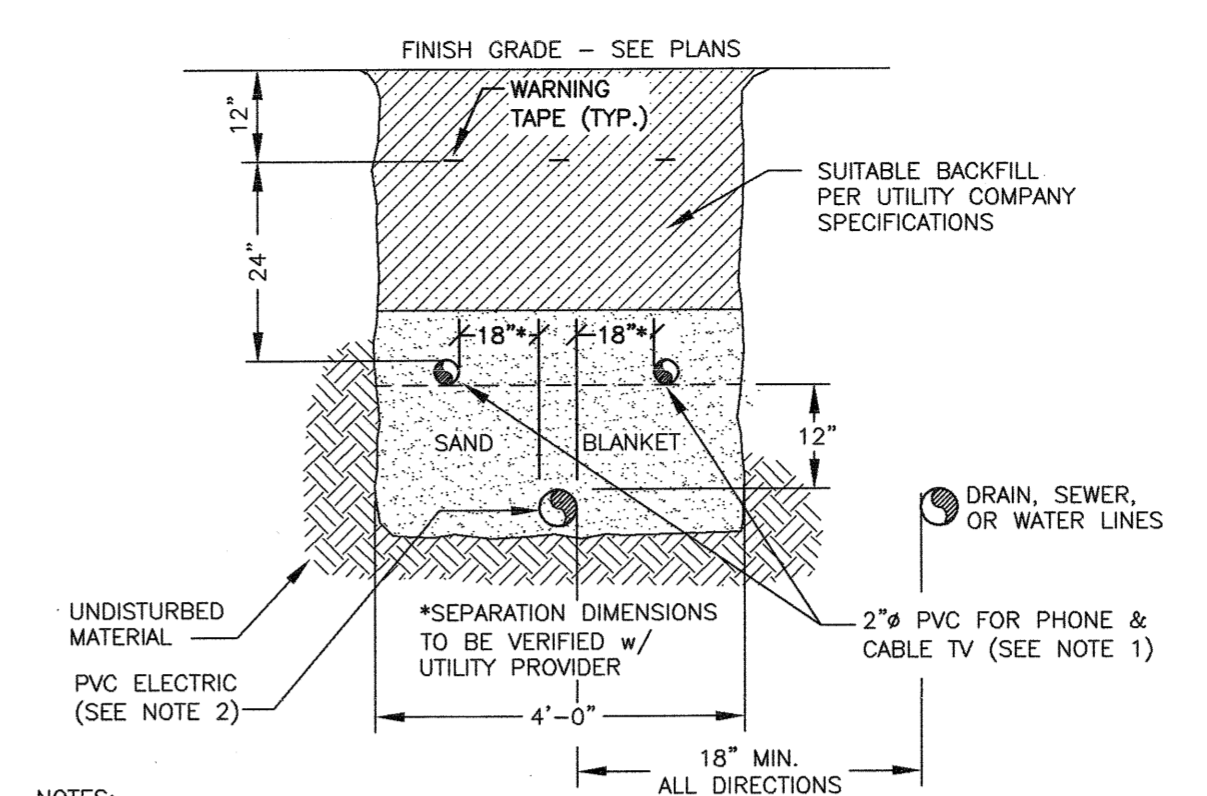 FINISH GRADE – SEE PLANS
12"
WARNING
TAPE (TYP.)
SUITABLE BACKFILL
PER UTILITY COMPANY
SPECIFICATIONS
24"
18"*
18"*
SAND
BLANKET
12"
DRAIN, SEWER,
OR WATER LINES
UNDISTURBED
MATERIAL
*SEPARATION DIMENSIONS
TO BE VERIFIED w/
UTILITY PROVIDER
2"ø PVC FOR PHONE &
CABLE TV (SEE NOTE 1)
PVC ELECTRIC
(SEE NOTE 2)
4'-0"
18" MIN.
ALL DIRECTIONS
NOTES: